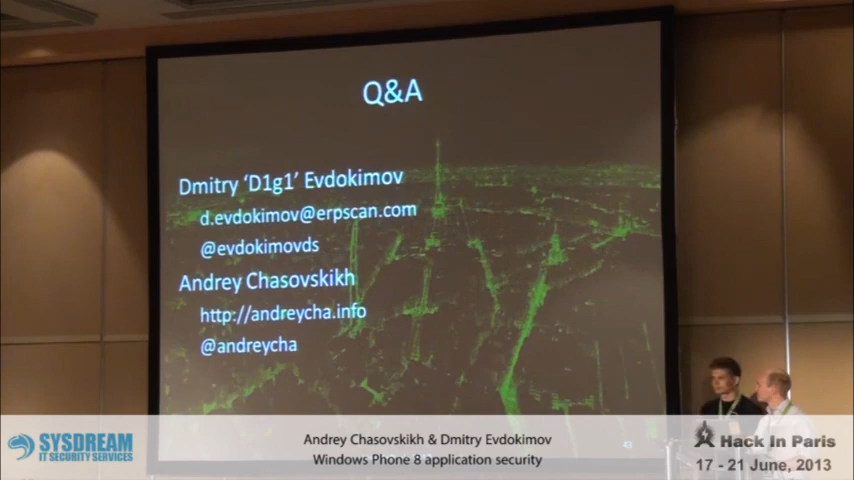 Q&A
Dmitry ‘D1g1’ Evdokimov
d.evdokimov@erpscan.com
@evdokimovds
Andrey Chasovskikh
http://andreycha.info
@andreycha
SYSDREAM
IT SECURITY SERVICES
Andrey Chasovskikh & Dmitry Evdokimov
Windows Phone 8 application security
Hack In Paris
17 - 21 June, 2013